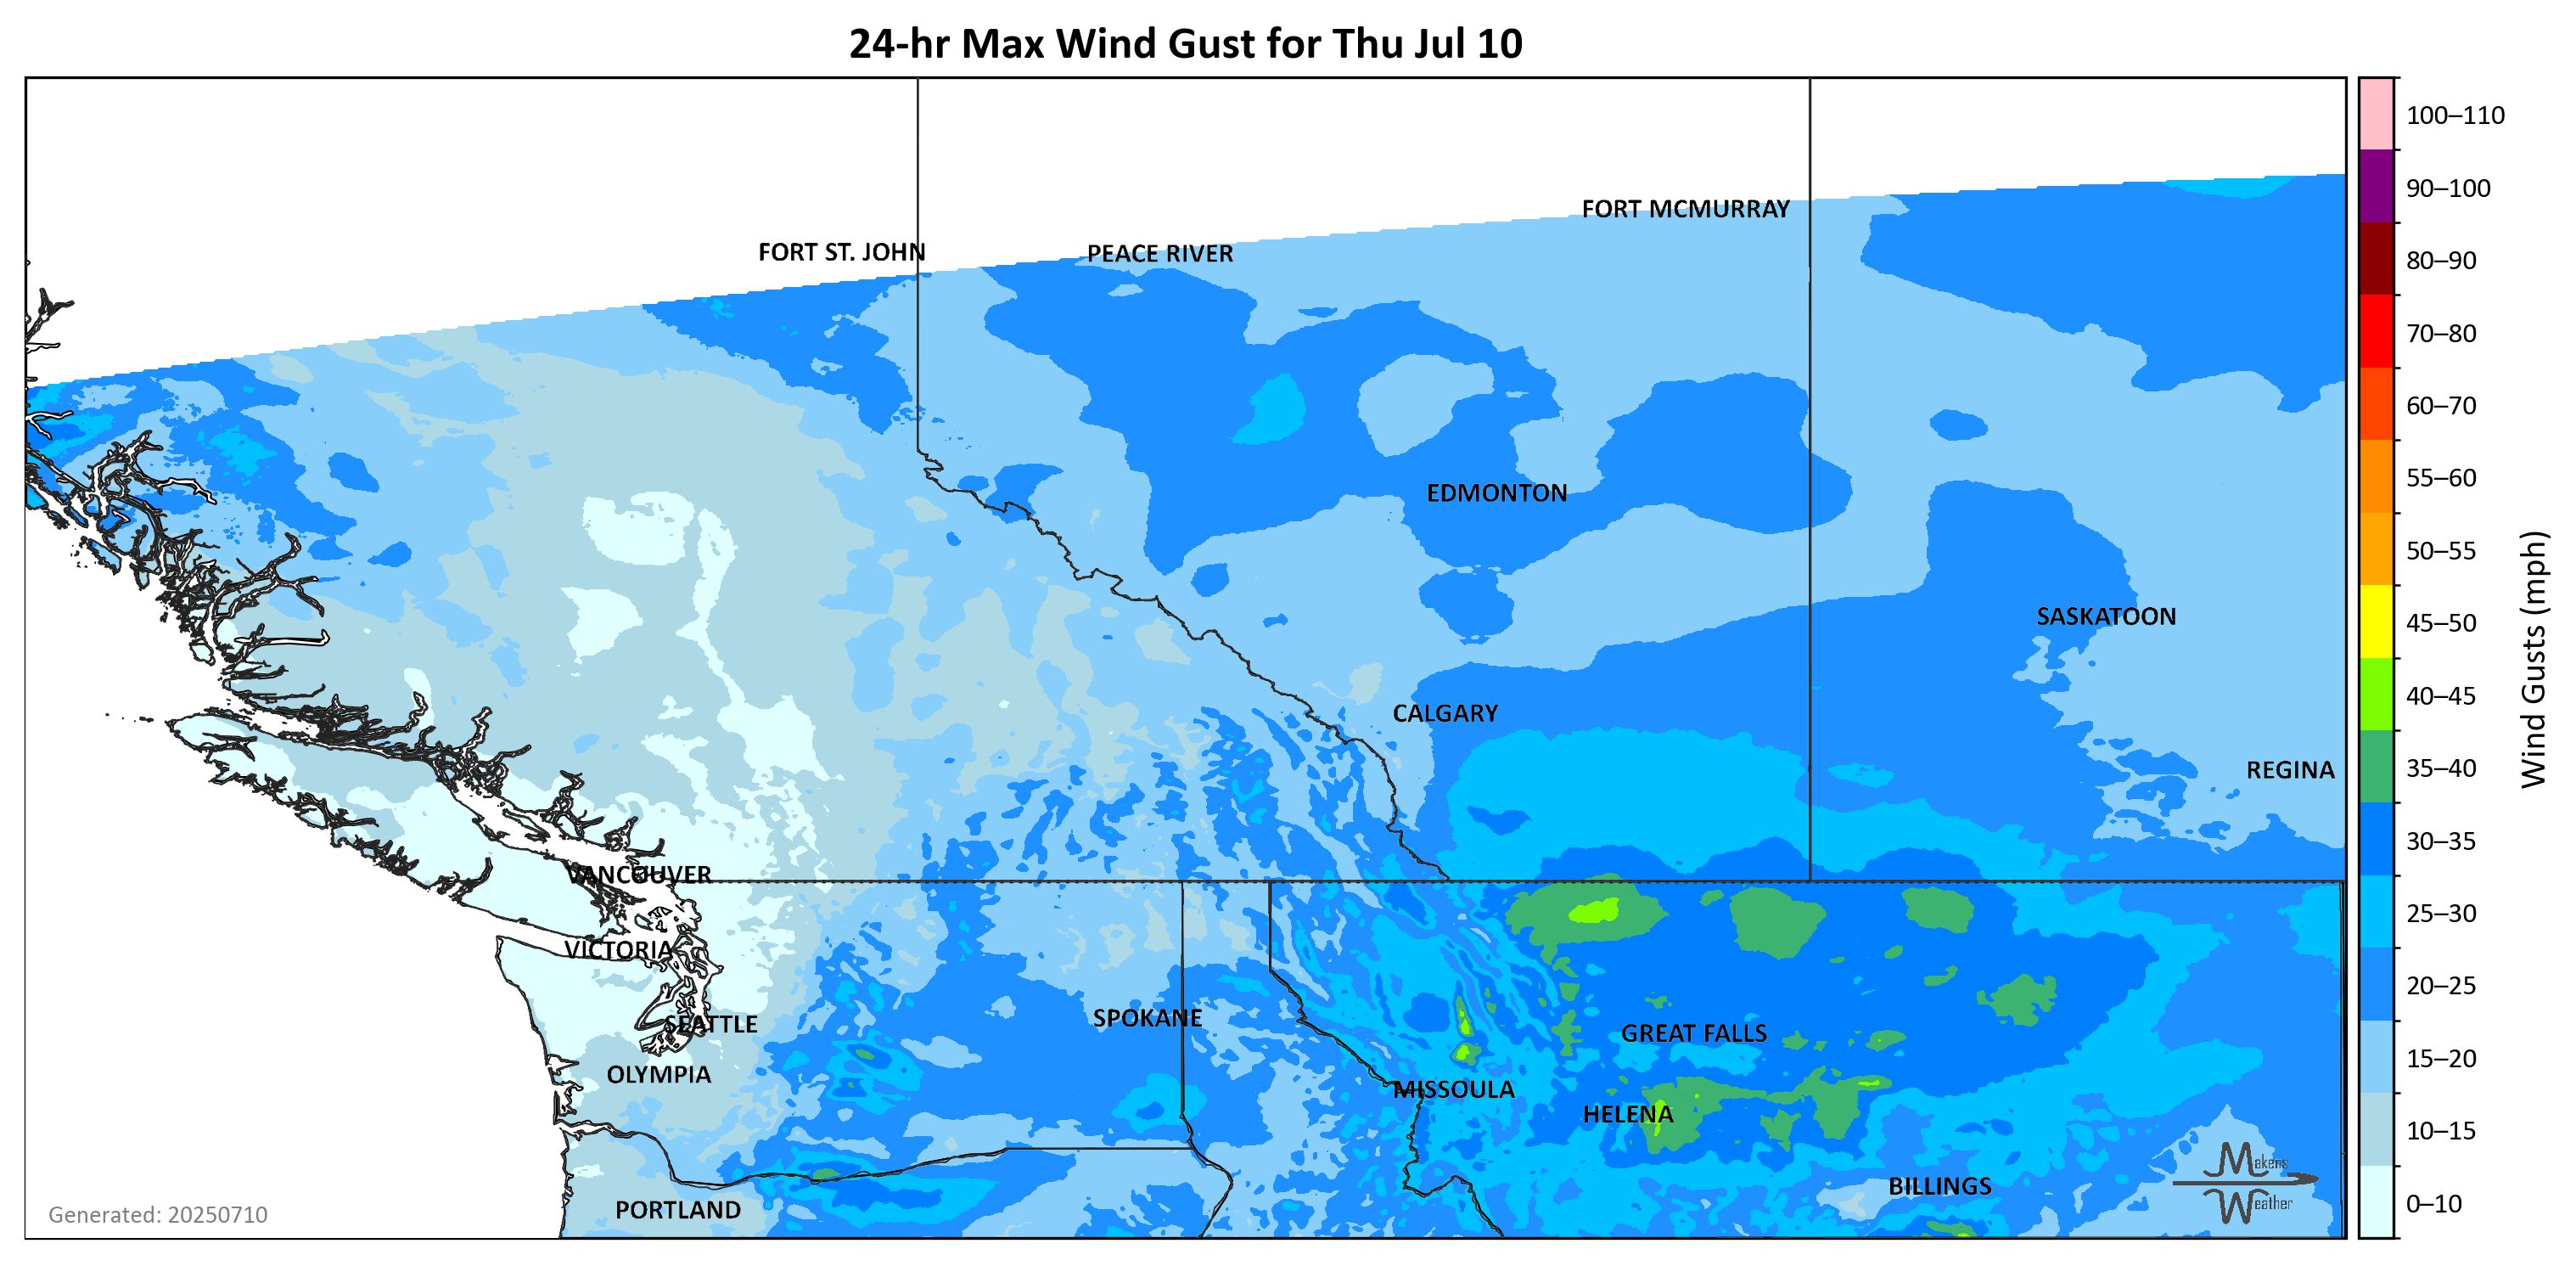 24-hr Max Wind Gust for Thu Jul 10
FORT MCMURRAY
FORT ST. JOHN
PEACE RIVER
EDMONTON
SASKATOON
CALGARY
REGINA
VANCOUVER
VICTORIA
SEATTLE
SPOKANE
GREAT FALLS
OLYMPIA
MISSOULA
HELENA
BILLINGS
PORTLAND
Makens
Weather
Generated: 20250710
100–110
90–100
80–90
70–80
60–70
55–60
50–55
45–50
40–45
35–40
30–35
25–30
20–25
15–20
10–15
0–10
Wind Gusts (mph)